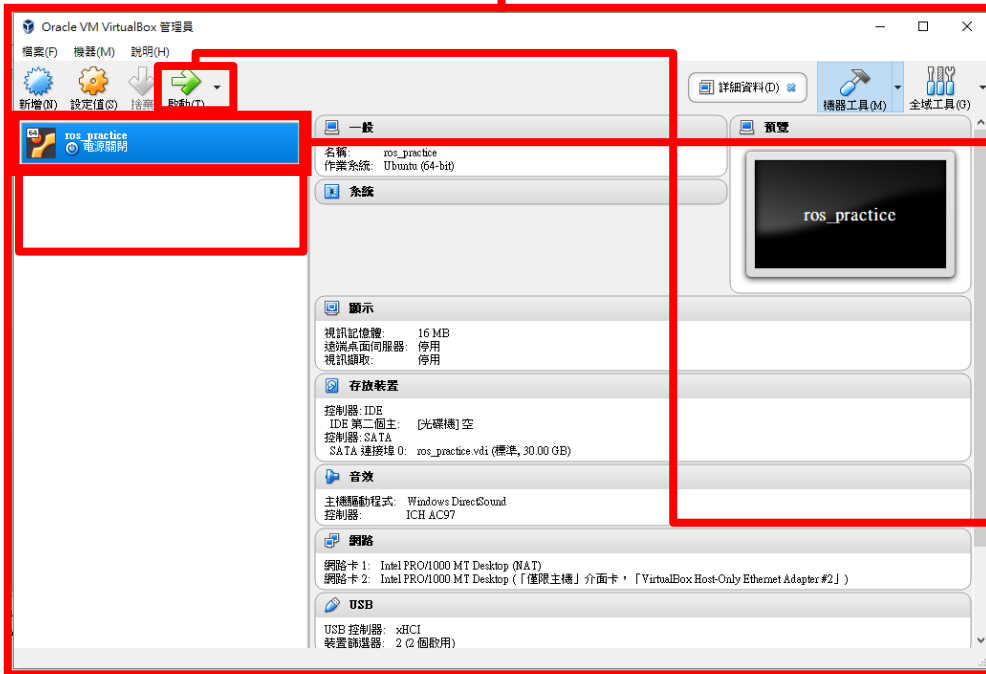 Oracle VM VirtualBox 管理員
檔案(F) 機器(M) 說明(H)
新增(N) 設定值(S) 捨棄 啟動(T) 詳細資料(D) 機器工具(M) 全域工具(G)
64 ros_practice
電源關閉
一般
名稱: ros_practice
作業系統: Ubuntu (64-bit)
系統
預覽
ros_practice
顯示
視訊記憶體: 16 MB
遠端桌面伺服器: 停用
視訊擷取: 停用
存放裝置
控制器: IDE
IDE 第二個主: [光碟機] 空
控制器: SATA
SATA 連接埠 0: ros_practice.vdi (標準, 30.00 GB)
音效
主機驅動程式: Windows DirectSound
控制器: ICH AC97
網路
網路卡 1: Intel PRO/1000 MT Desktop (NAT)
網路卡 2: Intel PRO/1000 MT Desktop (「僅限主機」介面卡，「VirtualBox Host-Only Ethernet Adapter #2」)
USB
USB 控制器: xHCI
裝置篩選器: 2 (2 個啟用)